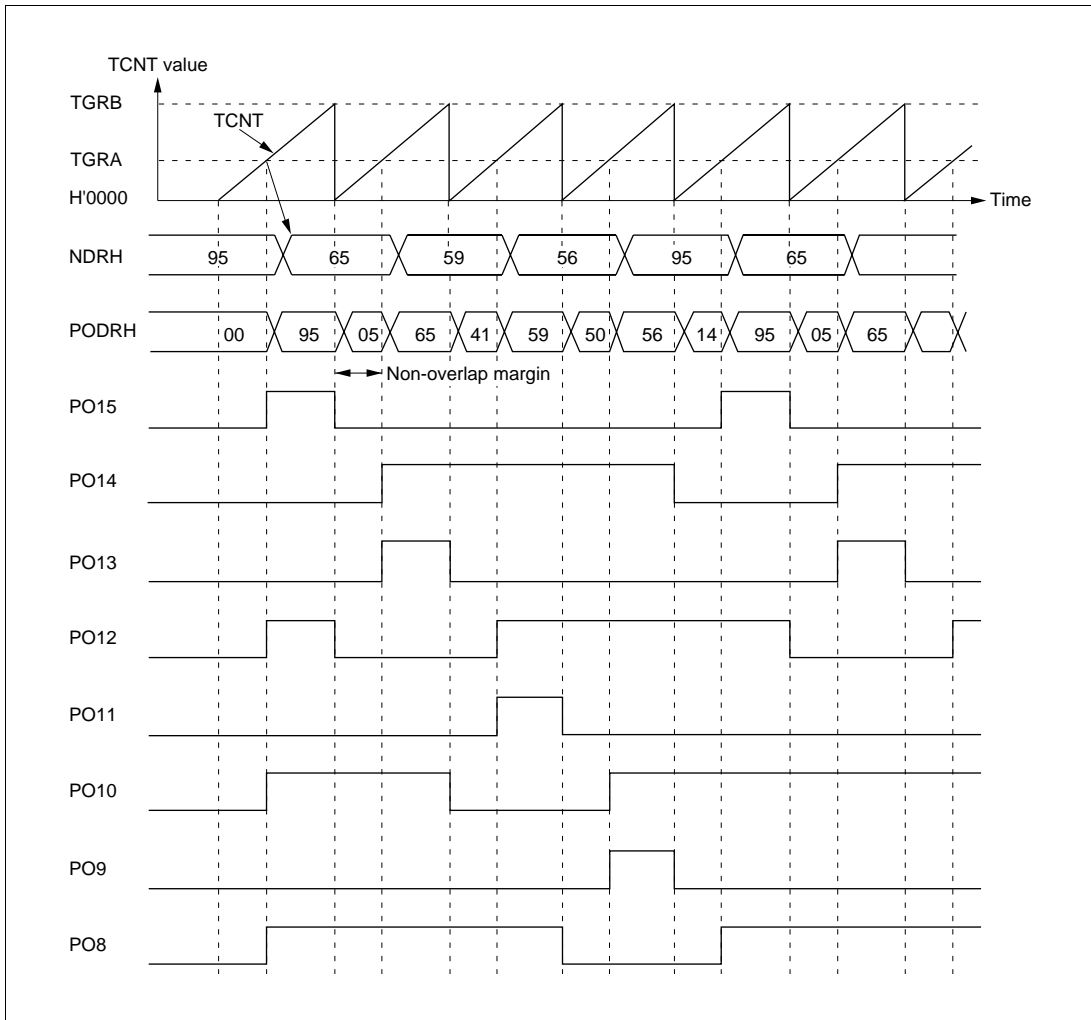 TCNT value
TGRB
TCNT
TGRA
H'0000
Time
NDRH 95 65 59 56 95 65
PODRH 00 95 05 65 41 59 50 56 14 95 05 65
Non-overlap margin
PO15
PO14
PO13
PO12
PO11
PO10
PO9
PO8